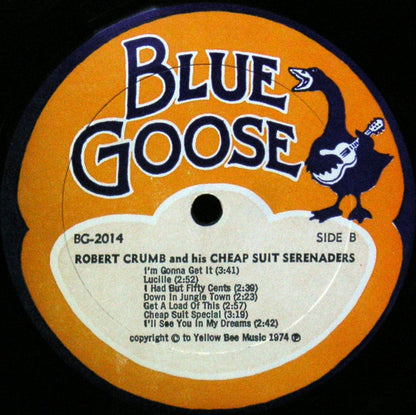 BLUE
GOOSE
BG-2014 SIDE B
ROBERT CRUMB and his CHEAP SUIT SERENADERS
I'm Gonna Get It (3:41)
Lucille (2:52)
I Had But Fifty Cents (2:39)
Down In Jungle Town (2:23)
Get A Load Of This (2:57)
Cheap Suit Special (3:19)
I'll See You In My Dreams (2:42)
copyright © to Yellow Bee Music 1974 ℗